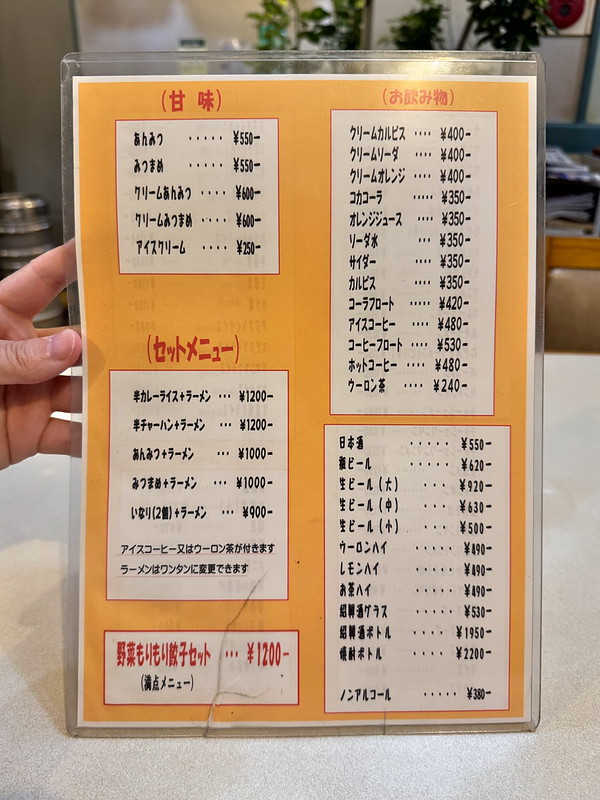 (甘味)
あんみつ ····· ¥550-
みつまめ ····· ¥550-
クリームあんみつ ···· ¥600-
クリームみつまめ ···· ¥600-
アイスクリーム ···· ¥250-
(セットメニュー)
半カレーライス+ラーメン ··· ¥1200-
半チャーハン+ラーメン ··· ¥1200-
あんみつ+ラーメン ···· ¥1000-
みつまめ+ラーメン ···· ¥1000-
いなり(2個)+ラーメン ··· ¥900-
アイスコーヒー又はウーロン茶が付きます
ラーメンはワンタンに変更できます
野菜もりもり餃子セット ··· ¥1200-
(満点メニュー)
(お飲み物)
クリームカルピス ···· ¥400-
クリームソーダ ···· ¥400-
クリームオレンジ ···· ¥400-
コカコーラ ····· ¥350-
オレンジジュース ···· ¥350-
ソーダ水 ···· ¥350-
サイダー ···· ¥350-
カルピス ···· ¥350-
コーラフロート ····· ¥420-
アイスコーヒー ···· ¥480-
コーヒーフロート ···· ¥530-
ホットコーヒー ···· ¥480-
ウーロン茶 ···· ¥240-
日本酒 ····· ¥550-
瓶ビール ····· ¥620-
生ビール(大) ···· ¥920-
生ビール(中) ···· ¥630-
生ビール(小) ···· ¥500-
ウーロンハイ ····· ¥490-
レモンハイ ····· ¥490-
お茶ハイ ····· ¥490-
紹興酒グラス ····· ¥530-
紹興酒ボトル ····· ¥1950-
焼酎ボトル ····· ¥2200-
ノンアルコール ····· ¥380-